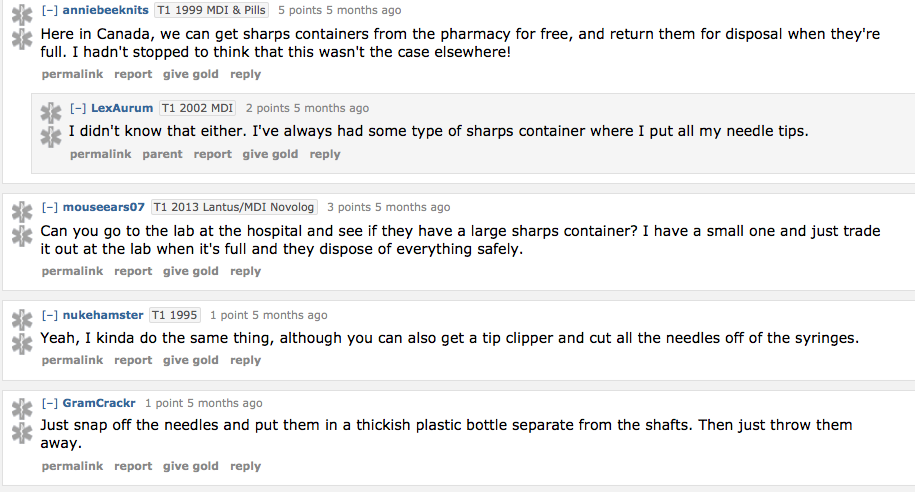 [–] anniebeeknits T1 1999 MDI & Pills 5 points 5 months ago
Here in Canada, we can get sharps containers from the pharmacy for free, and return them for disposal when they're
full. I hadn't stopped to think that this wasn't the case elsewhere!
permalink report give gold reply
[–] LexAurum T1 2002 MDI 2 points 5 months ago
I didn't know that either. I've always had some type of sharps container where I put all my needle tips.
permalink parent report give gold reply
[–] mouseears07 T1 2013 Lantus/MDI Novolog 3 points 5 months ago
Can you go to the lab at the hospital and see if they have a large sharps container? I have a small one and just trade
it out at the lab when it's full and they dispose of everything safely.
permalink report give gold reply
[–] nukehamster T1 1995 1 point 5 months ago
Yeah, I kinda do the same thing, although you can also get a tip clipper and cut all the needles off of the syringes.
permalink report give gold reply
[–] GramCrackr 1 point 5 months ago
Just snap off the needles and put them in a thickish plastic bottle separate from the shafts. Then just throw them
away.
permalink report give gold reply